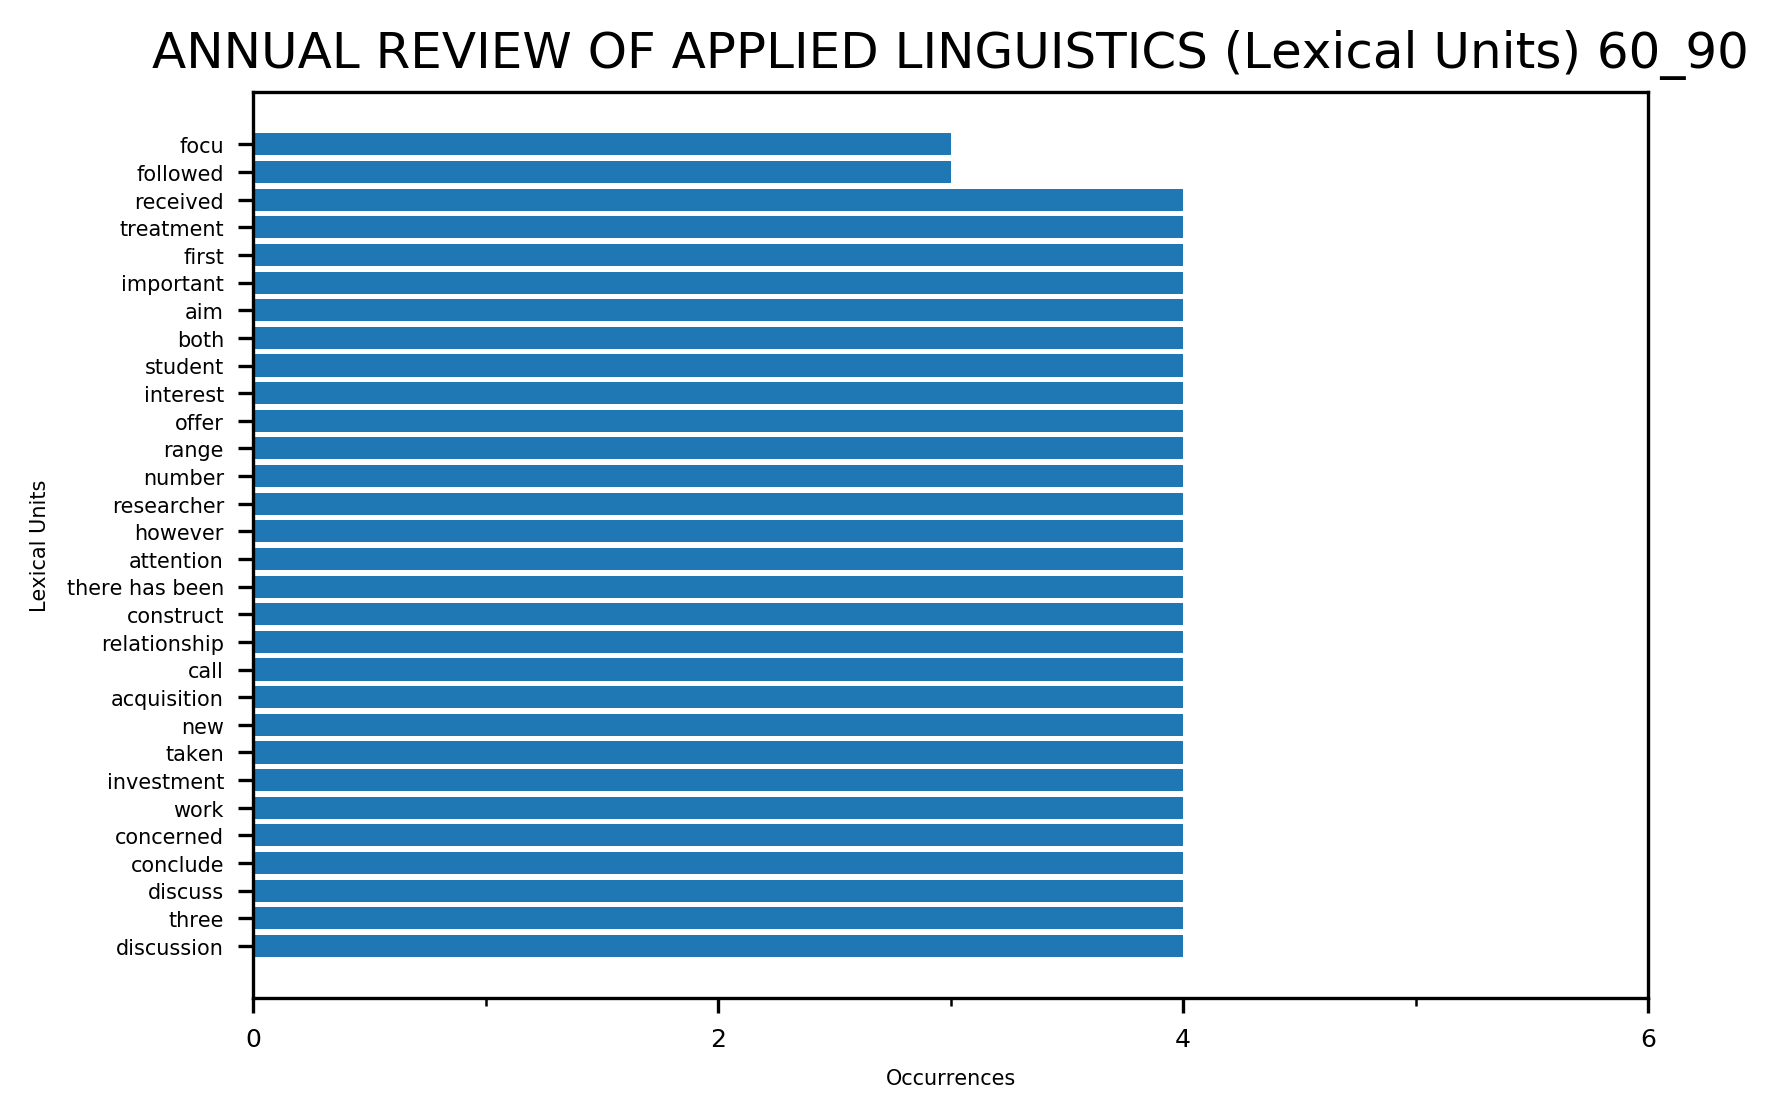 ANNUAL REVIEW OF APPLIED LINGUISTICS (Lexical Units) 60_90
focu
followed
received
treatment
first
important
aim
both
student
interest
offer
range
number
researcher
however
attention
there has been
construct
relationship
call
acquisition
new
taken
investment
work
concerned
conclude
discuss
three
discussion
Lexical Units
0 2 4 6
Occurrences